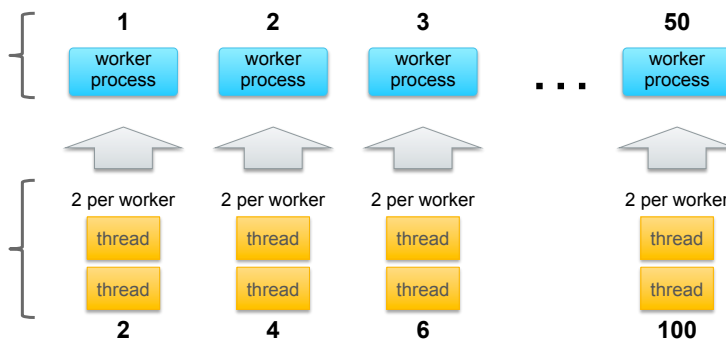 1 2 3 50
worker process
worker process
worker process
. . .
worker process
2 per worker 2 per worker 2 per worker 2 per worker
thread thread thread thread
thread thread thread thread
2 4 6 100